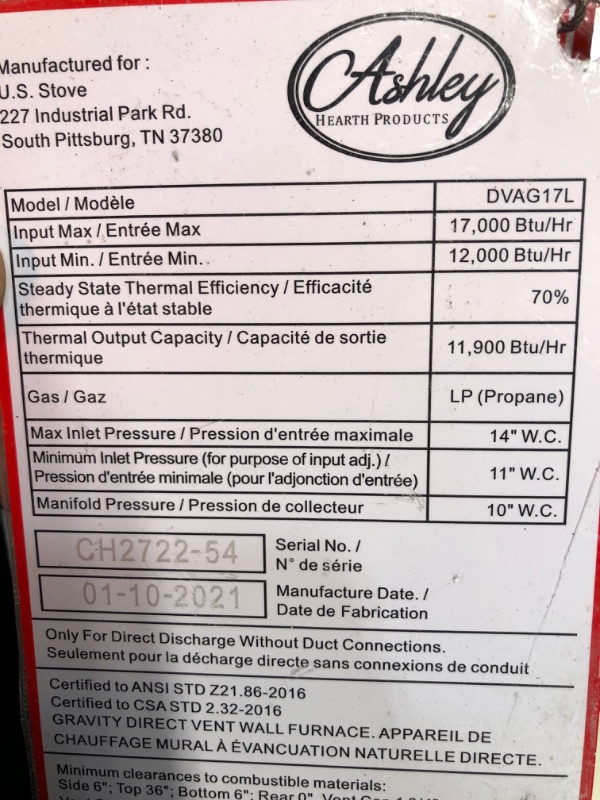 Manufactured for :
U.S. Stove
227 Industrial Park Rd.
South Pittsburg, TN 37380
Ashley
HEARTH PRODUCTS
Model / Modèle DVAG17L
Input Max / Entrée Max 17,000 Btu/Hr
Input Min. / Entrée Min. 12,000 Btu/Hr
Steady State Thermal Efficiency / Efficacité
thermique à l'état stable 70%
Thermal Output Capacity / Capacité de sortie
thermique 11,900 Btu/Hr
Gas / Gaz LP (Propane)
Max Inlet Pressure / Pression d'entrée maximale 14" W.C.
Minimum Inlet Pressure (for purpose of input adj.) /
Pression d'entrée minimale (pour l'adjonction d'entrée) 11" W.C.
Manifold Pressure / Pression de collecteur 10" W.C.
CH2722-54 Serial No. /
N° de série
01-10-2021 Manufacture Date. /
Date de Fabrication
Only For Direct Discharge Without Duct Connections.
Seulement pour la décharge directe sans connexions de conduit
Certified to ANSI STD Z21.86-2016
Certified to CSA STD 2.32-2016
GRAVITY DIRECT VENT WALL FURNACE. APPAREIL DE
CHAUFFAGE MURAL À ÉVANCUATION NATURELLE DIRECTE.
Minimum clearances to combustible materials:
Side 6"; Top 36"; Bottom 6"; Rear 0", Vent Cap